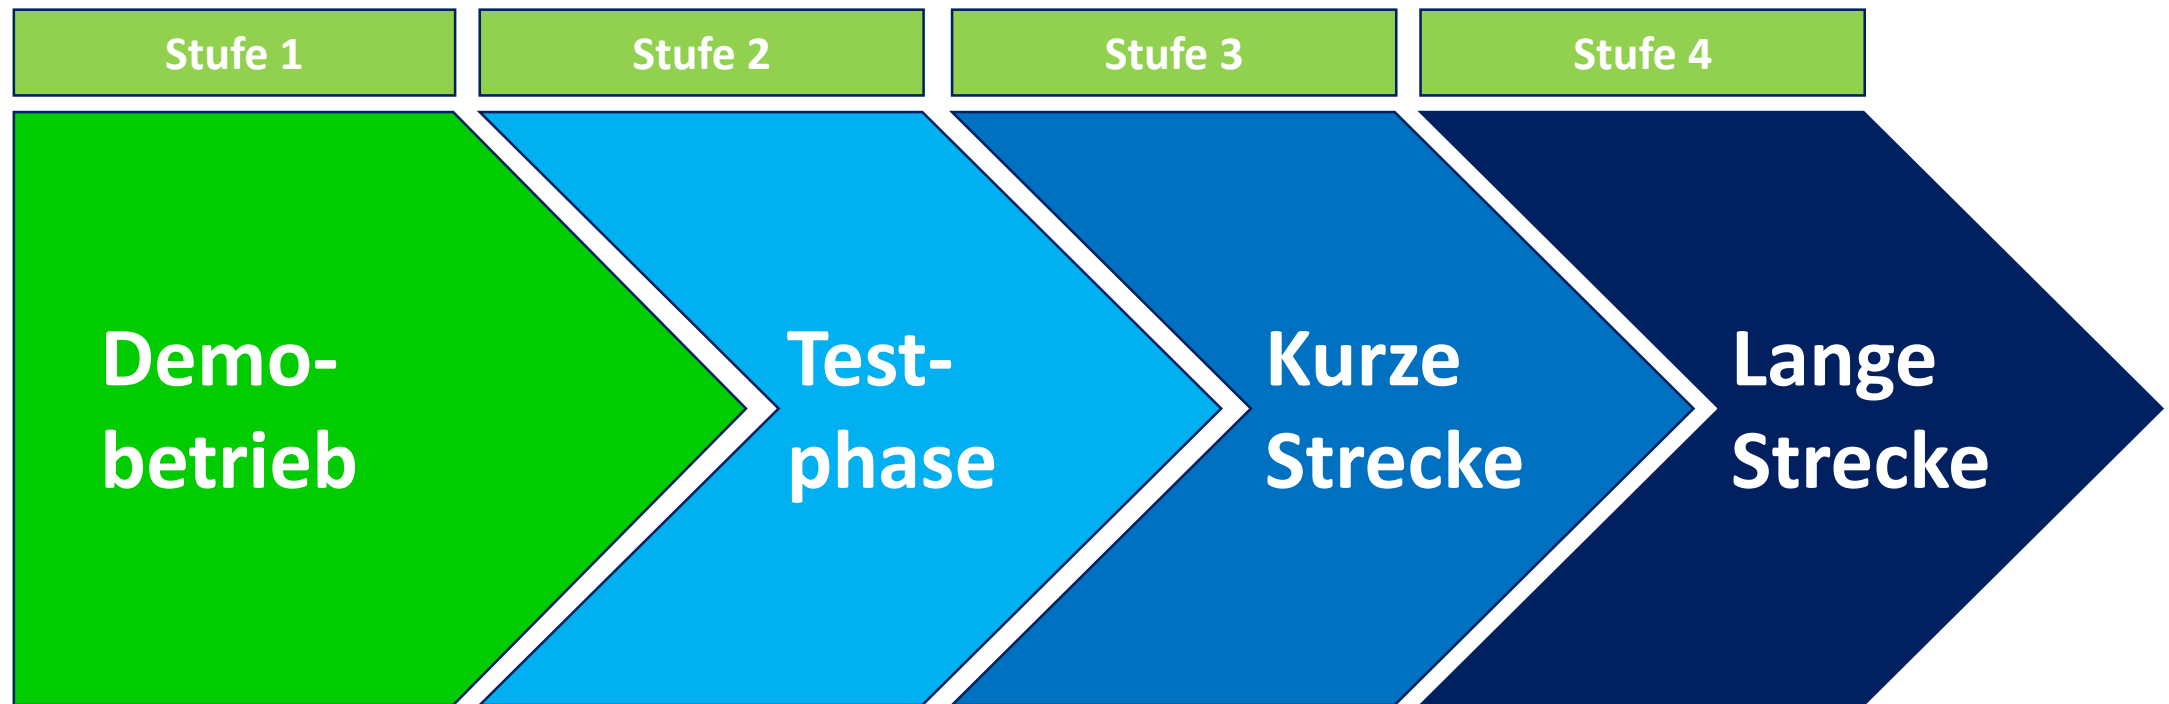 Stufe 1
Stufe 2
Stufe 3
Stufe 4
Demo-
betrieb
Test-
phase
Kurze
Strecke
Lange
Strecke